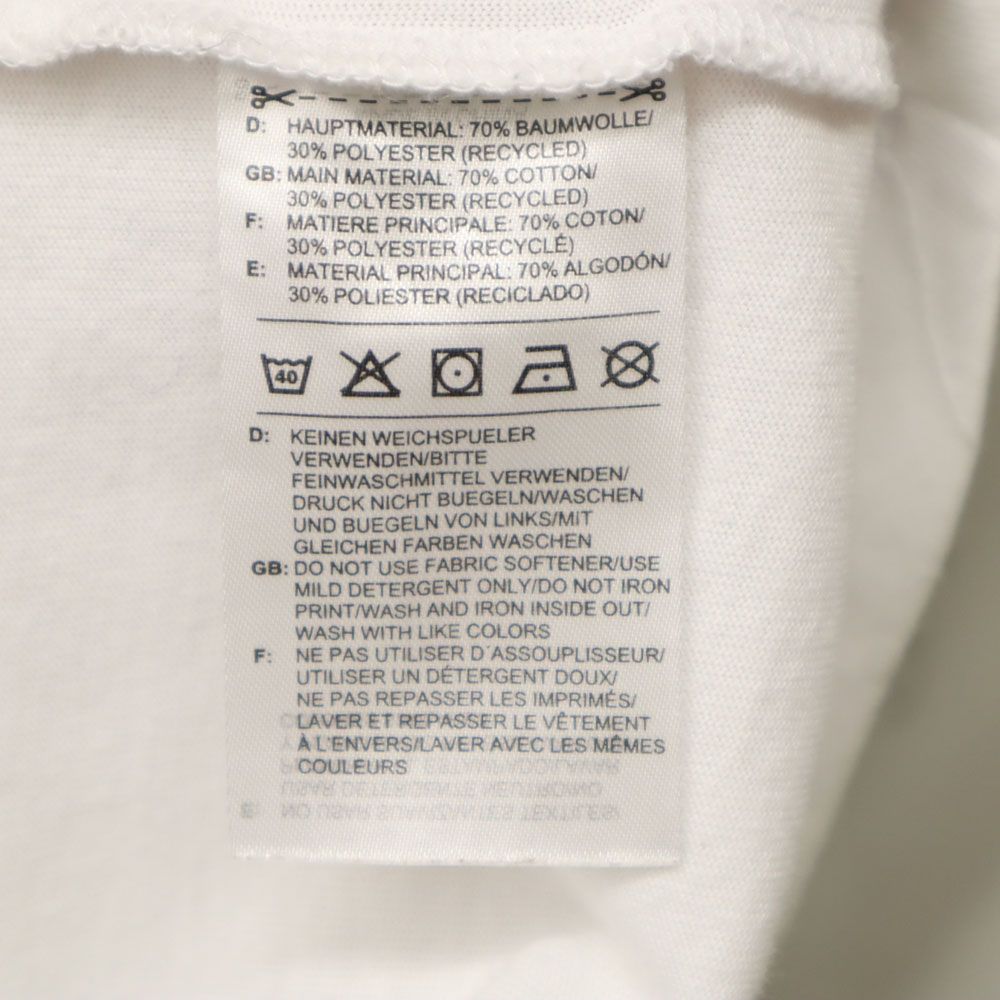 D: HAUPTMATERIAL: 70% BAUMWOLLE/
30% POLYESTER (RECYCLED)
GB: MAIN MATERIAL: 70% COTTON/
30% POLYESTER (RECYCLED)
F: MATIERE PRINCIPALE: 70% COTON/
30% POLYESTER (RECYCLÉ)
E: MATERIAL PRINCIPAL: 70% ALGODÓN/
30% POLIESTER (RECICLADO)
40
D: KEINEN WEICHSPUELER
VERWENDEN/BITTE
FEINWASCHMITTEL VERWENDEN/
DRUCK NICHT BUEGELN/WASCHEN
UND BUEGELN VON LINKS/MIT
GLEICHEN FARBEN WASCHEN
GB: DO NOT USE FABRIC SOFTENER/USE
MILD DETERGENT ONLY/DO NOT IRON
PRINT/WASH AND IRON INSIDE OUT/
WASH WITH LIKE COLORS
F: NE PAS UTILISER D´ASSOUPLISSEUR/
UTILISER UN DÉTERGENT DOUX/
NE PAS REPASSER LES IMPRIMÉS/
LAVER ET REPASSER LE VÊTEMENT
À L'ENVERS/LAVER AVEC LES MÊMES
COULEURS